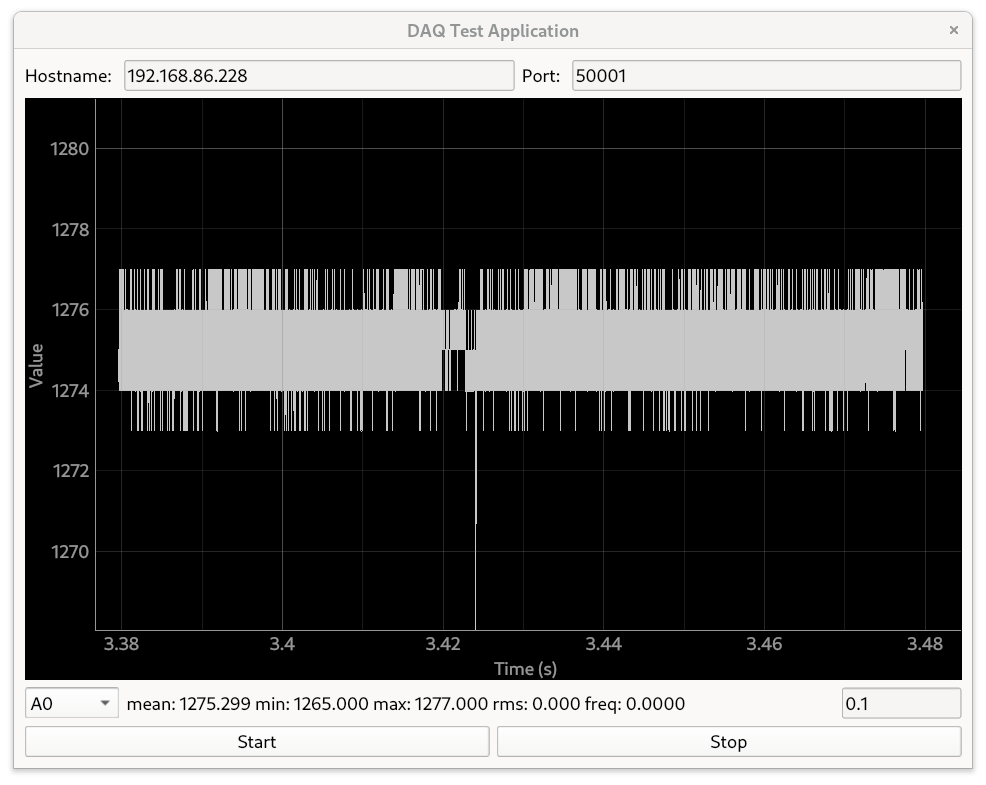 DAQ Test Application ×
Hostname: 192.168.86.228 Port: 50001
1280
1278
1276
1274
1272
1270
Value
3.38 3.4 3.42 3.44 3.46 3.48
Time (s)
A0 mean: 1275.299 min: 1265.000 max: 1277.000 rms: 0.000 freq: 0.0000 0.1
Start Stop